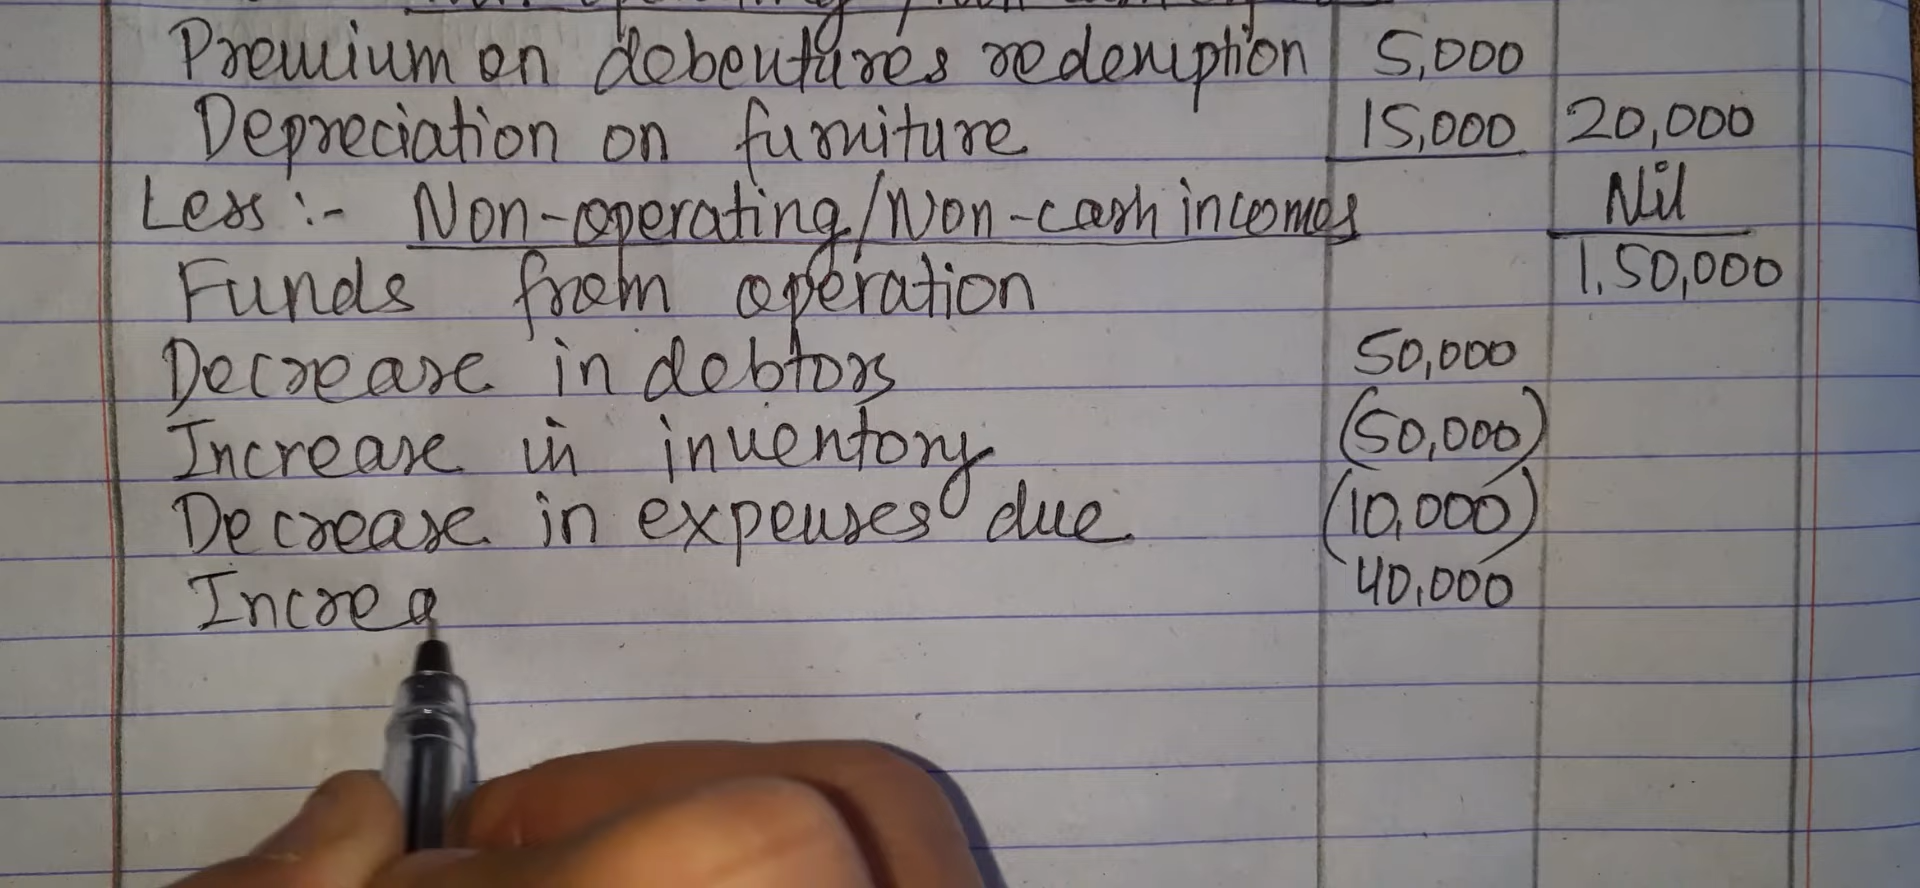 Premium on debentures redemption 5,000
Depreciation on furniture 15,000 20,000
Less :- Non-operating/Non-cash incomes Nil
Funds from operation 1,50,000
Decrease in debtors 50,000
Increase in inventory (50,000)
Decrease in expenses due (10,000)
Increa 40,000